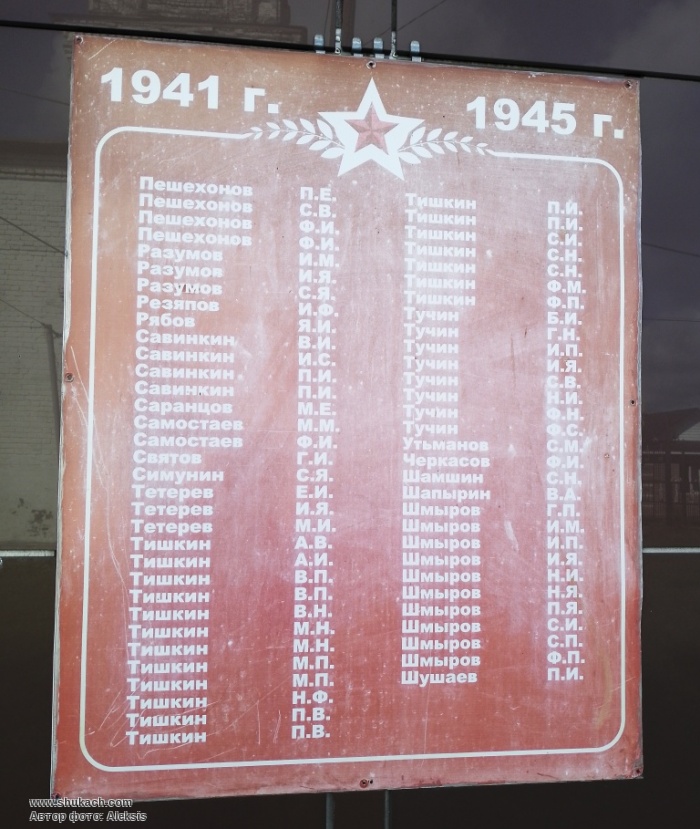 1941 г. 1945 г.
Пешехонов П.Е.
Пешехонов С.В.
Пешехонов Ф.И.
Пешехонов Ф.И.
Разумов И.М.
Разумов И.Я.
Разумов С.Я.
Резяпов И.Ф.
Рябов Я.И.
Савинкин В.И.
Савинкин И.С.
Савинкин П.И.
Савинкин П.И.
Саранцов М.Е.
Самостаев М.М.
Самостаев Ф.И.
Святов Г.И.
Симунин С.Я.
Тетерев Е.И.
Тетерев И.Я.
Тетерев М.И.
Тишкин А.В.
Тишкин А.И.
Тишкин В.П.
Тишкин В.П.
Тишкин В.Н.
Тишкин М.Н.
Тишкин М.Н.
Тишкин М.П.
Тишкин М.П.
Тишкин Н.Ф.
Тишкин П.В.
Тишкин П.В.
Тишкин П.И.
Тишкин П.И.
Тишкин С.И.
Тишкин С.Н.
Тишкин С.Н.
Тишкин Ф.М.
Тишкин Ф.П.
Тучин Б.И.
Тучин Г.Н.
Тучин И.П.
Тучин И.Я.
Тучин С.В.
Тучин Н.И.
Тучин Ф.Н.
Тучин Ф.С.
Утьманов С.М.
Черкасов Ф.И.
Шамшин С.Н.
Шапырин В.А.
Шмыров Г.П.
Шмыров И.М.
Шмыров И.П.
Шмыров И.Я
Шмыров Н.И.
Шмыров Н.Я
Шмыров П.Я.
Шмыров С.И.
Шмыров С.П.
Шмыров Ф.П.
Шушаев П.И.
www.shukach.com
Автор фото: Aleksis